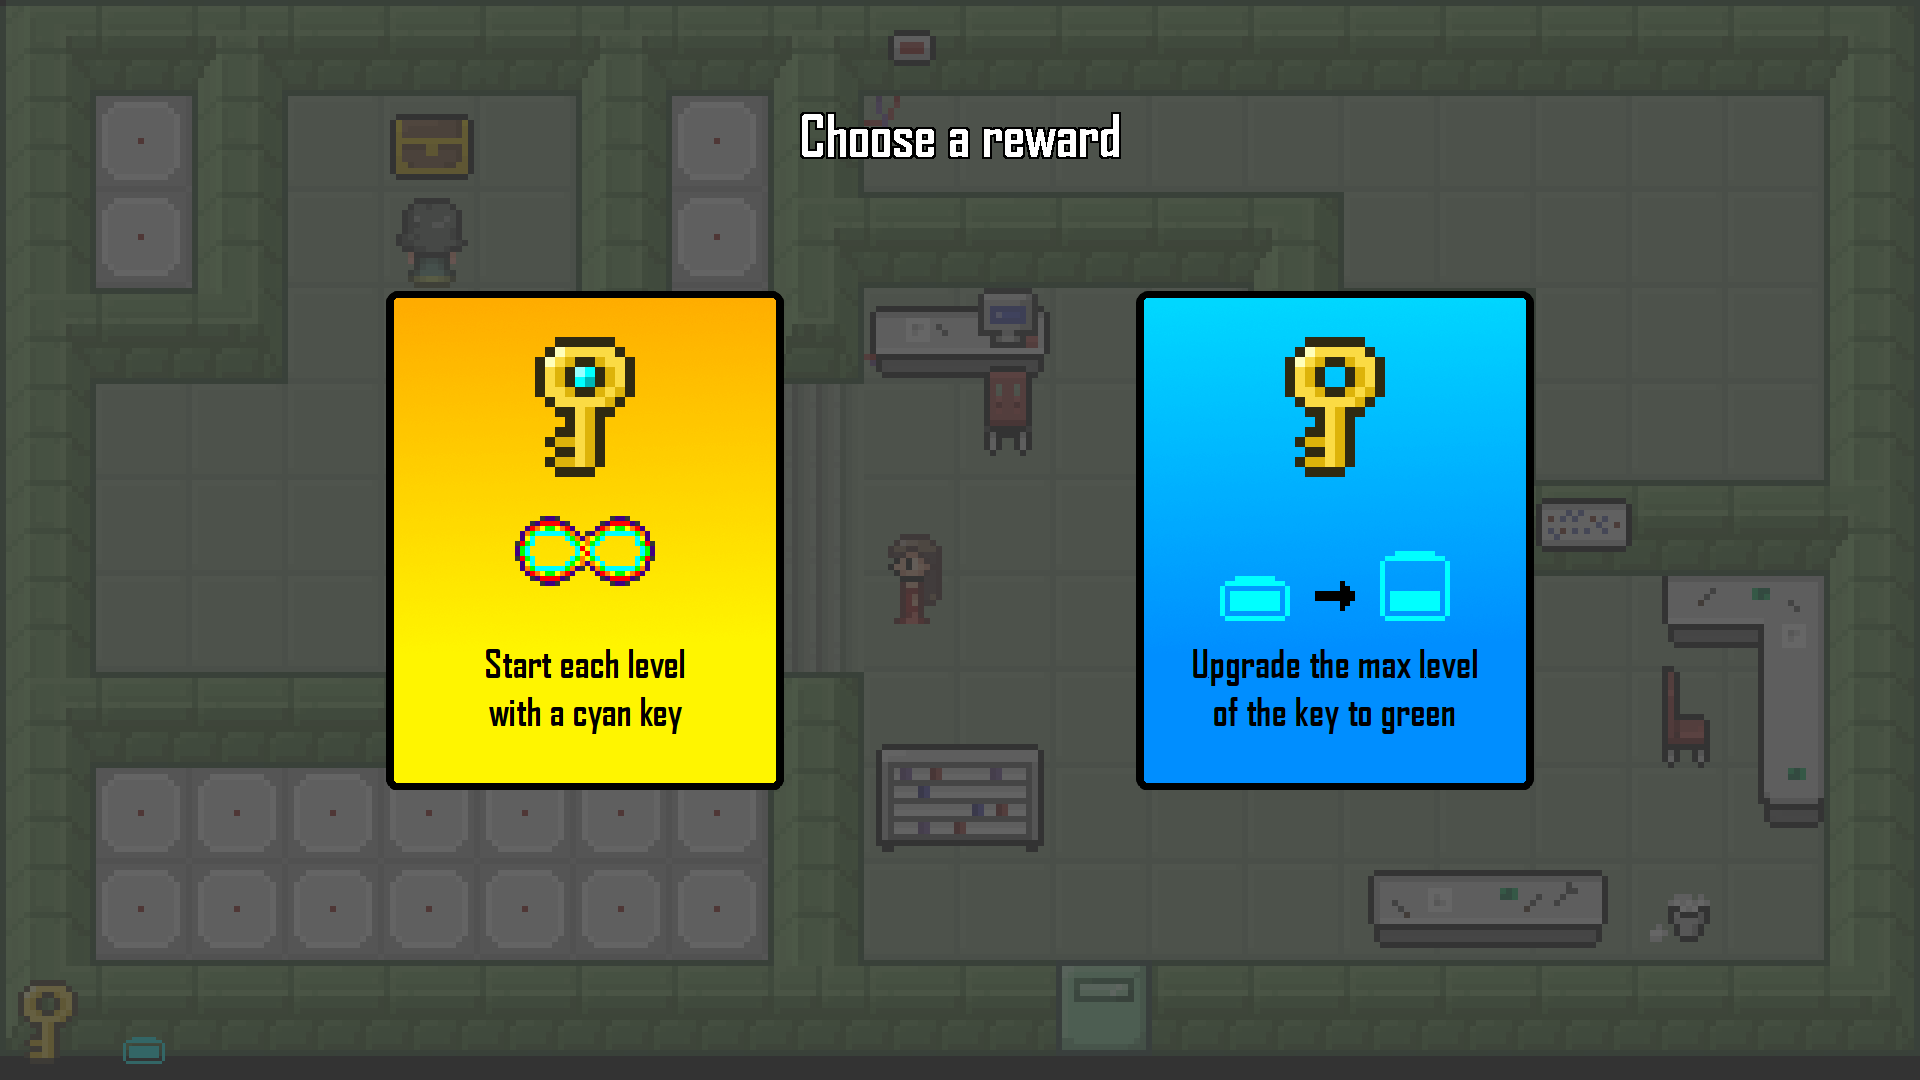 Choose a reward
Start each level
with a cyan key
Upgrade the max level
of the key to green